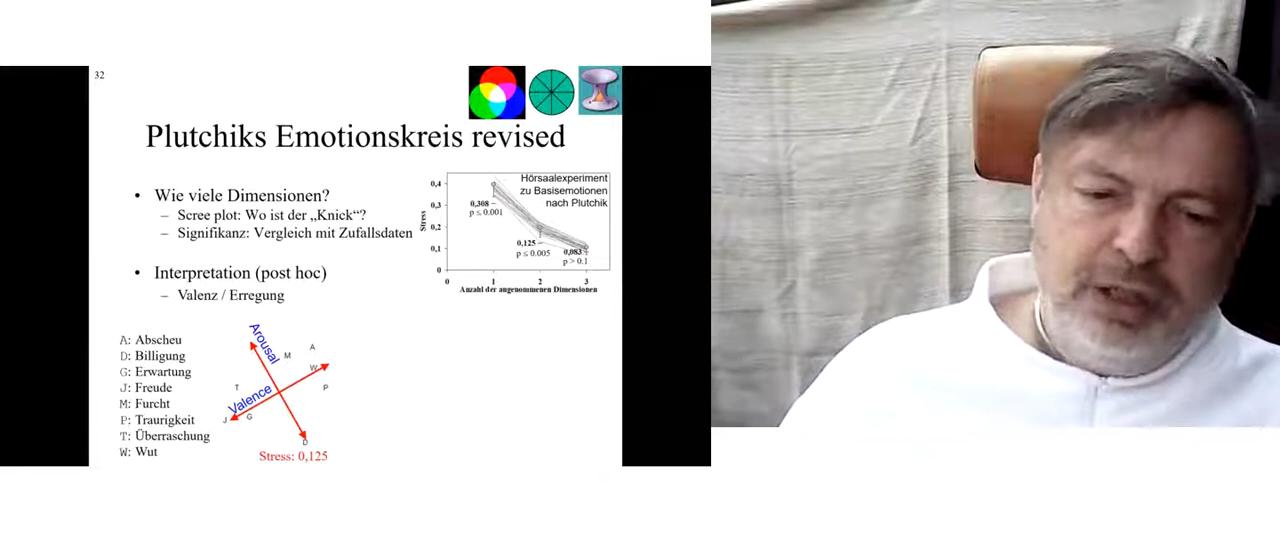 32
Plutchiks Emotionskreis revised
• Wie viele Dimensionen?
– Scree plot: Wo ist der „Knick“?
– Signifikanz: Vergleich mit Zufallsdaten
• Interpretation (post hoc)
– Valenz / Erregung
Hörsaalexperiment
zu Basisemotionen
nach Plutchik
Stress
0,4
0,3
0,2
0,1
0
0,308
p ≤ 0.001
0,125
p ≤ 0.005
0,083
p > 0.1
0 1 2 3
Anzahl der angenommenen Dimensionen
A: Abscheu
D: Billigung
G: Erwartung
J: Freude
M: Furcht
P: Traurigkeit
T: Überraschung
W: Wut
Arousal
Valence
M
A
W
T
P
J
G
D
Stress: 0,125